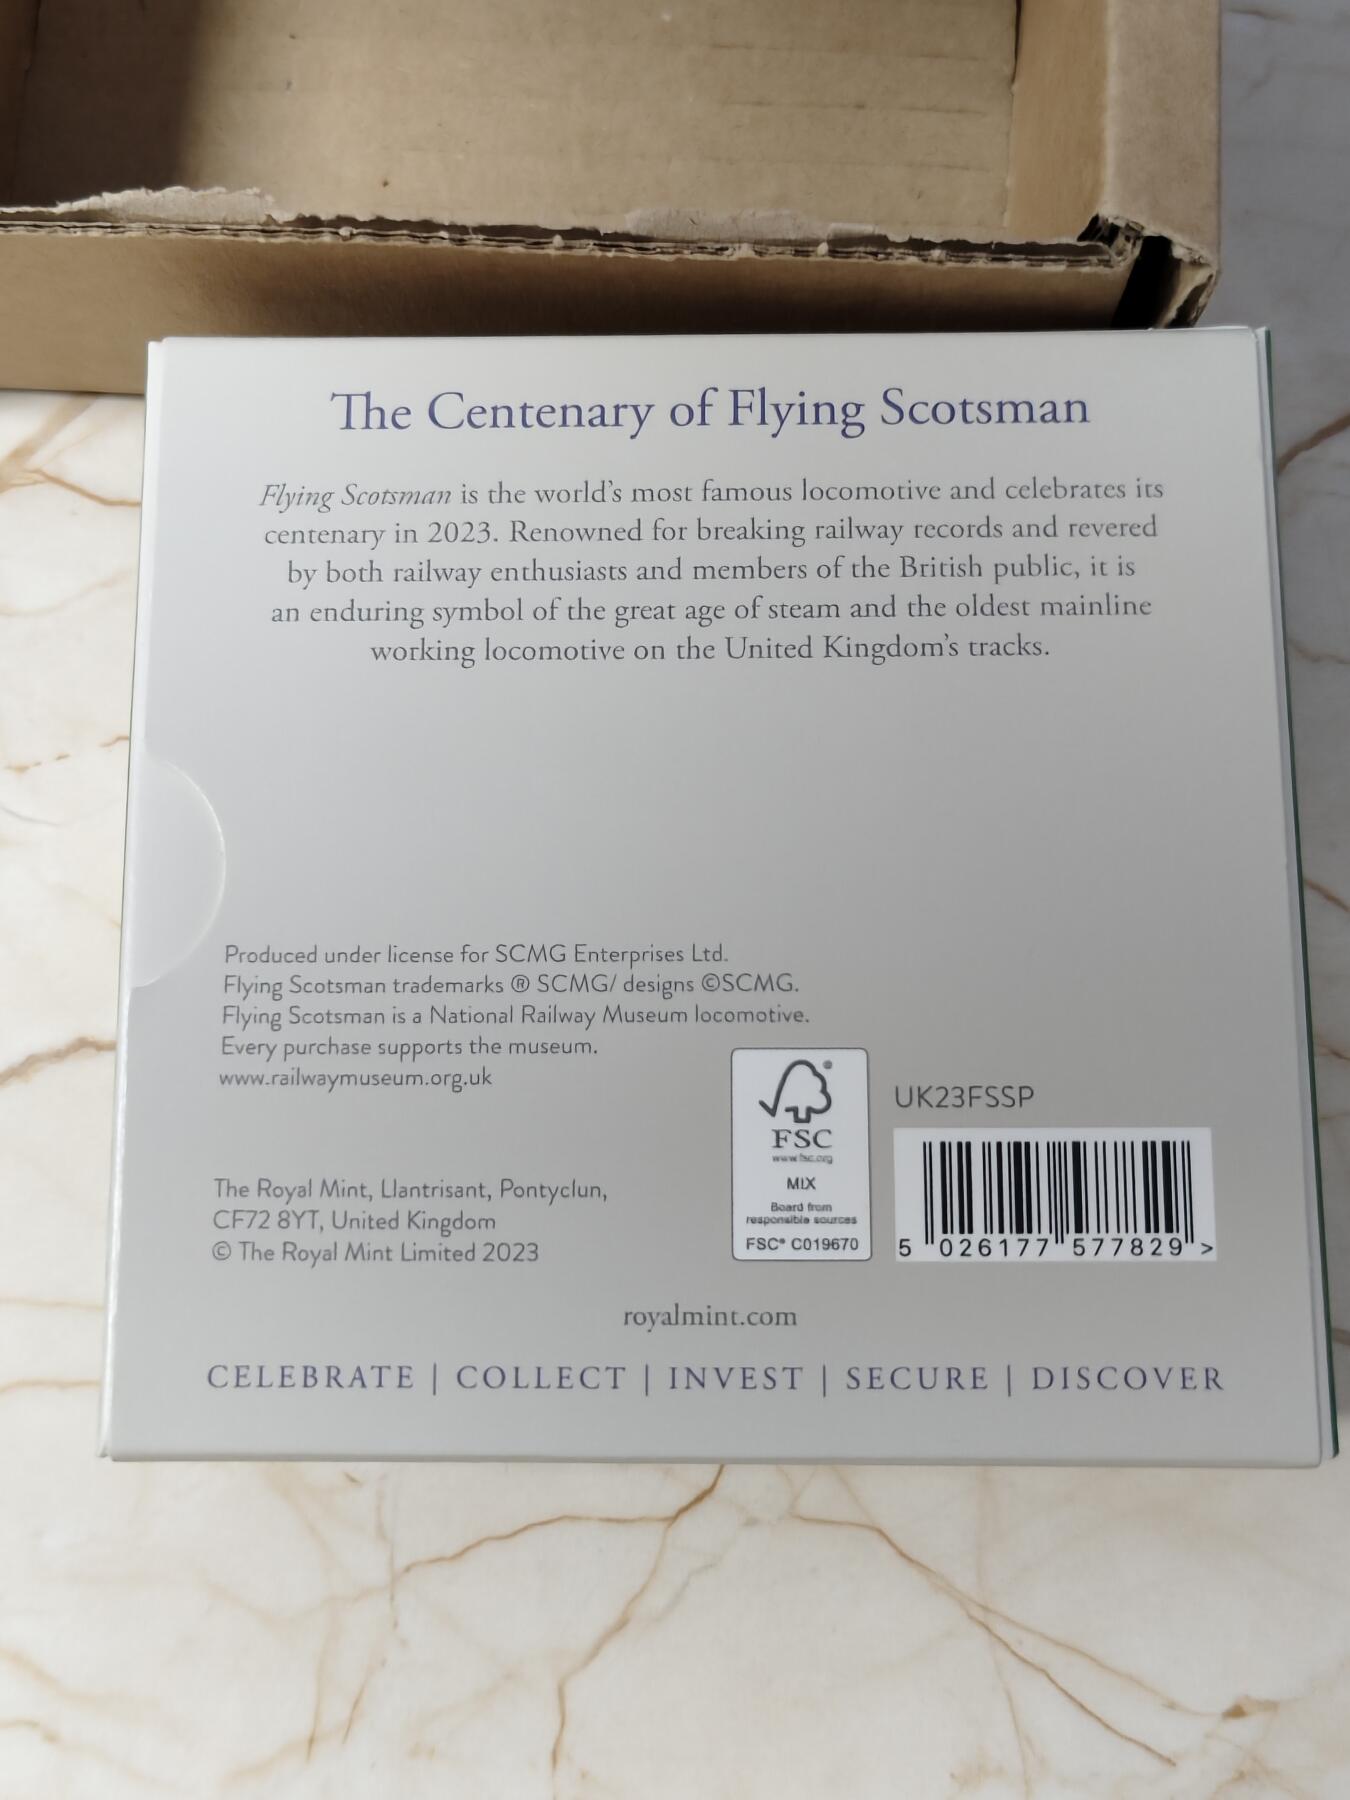 The Centenary of Flying Scotsman
Flying Scotsman is the world's most famous locomotive and celebrates its
centenary in 2023. Renowned for breaking railway records and revered
by both railway enthusiasts and members of the British public, it is
an enduring symbol of the great age of steam and the oldest mainline
working locomotive on the United Kingdom's tracks.
Produced under license for SCMG Enterprises Ltd.
Flying Scotsman trademarks ® SCMG/ designs ©SCMG.
Flying Scotsman is a National Railway Museum locomotive.
Every purchase supports the museum.
www.railwaymuseum.org.uk
The Royal Mint, Llantrisant, Pontyclun,
CF72 8YT, United Kingdom
© The Royal Mint Limited 2023
®
FSC
www.fsc.org
MIX
Board from
responsible sources
FSC® C019670
UK23FSSP
5 026177 577829 >
royalmint.com
CELEBRATE | COLLECT | INVEST | SECURE | DISCOVER